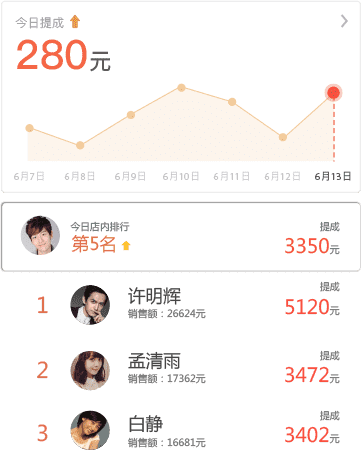 今日提成
280元
6月7日 6月8日 6月9日 6月10日 6月11日 6月12日 6月13日
今日店内排行 提成
第5名 3350元
提成
1 许明辉 5120元
销售额：26624元
提成
2 孟清雨 3472元
销售额：17362元
提成
3 白静 3402元
销售额：16681元